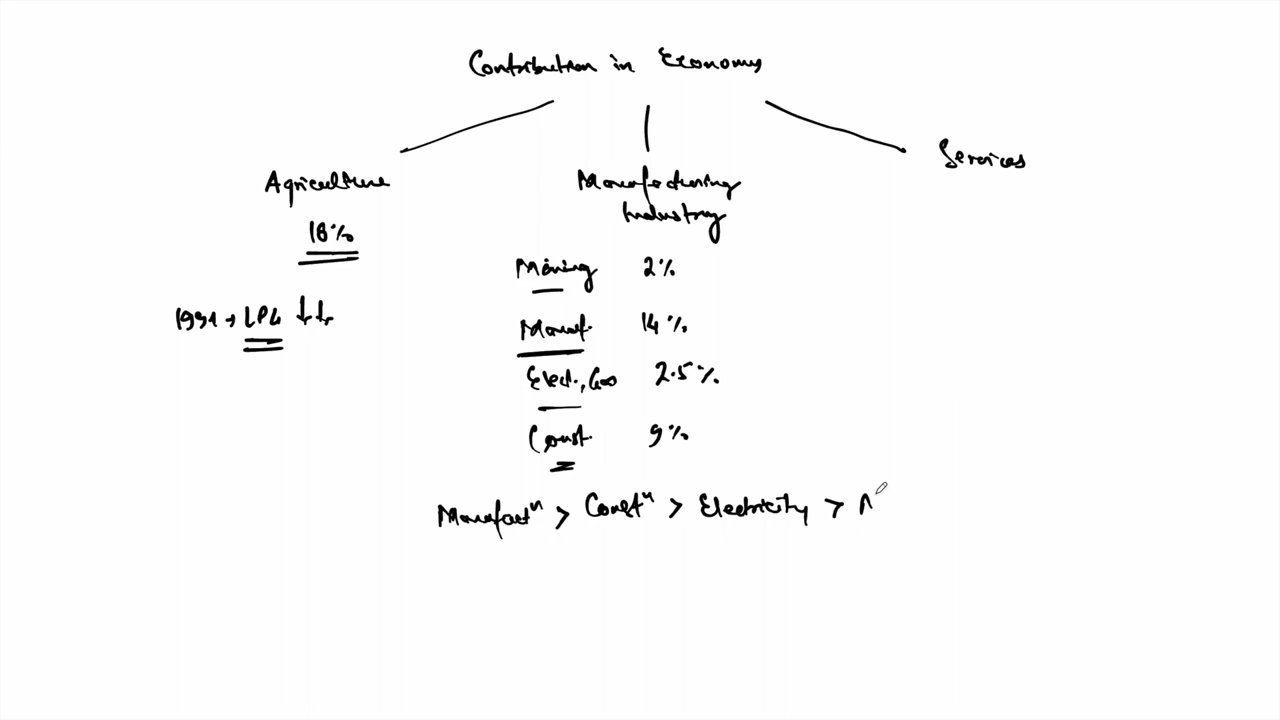 Contribution in Economy
Agriculture
18%
1991 → LPG ↓↓
Manufacturing
Industry
Mining 2%
Manuf. 14%
Elect., Gas 2.5%
Const. 9%
Manufactⁿ > Constⁿ > Electricity >
Services